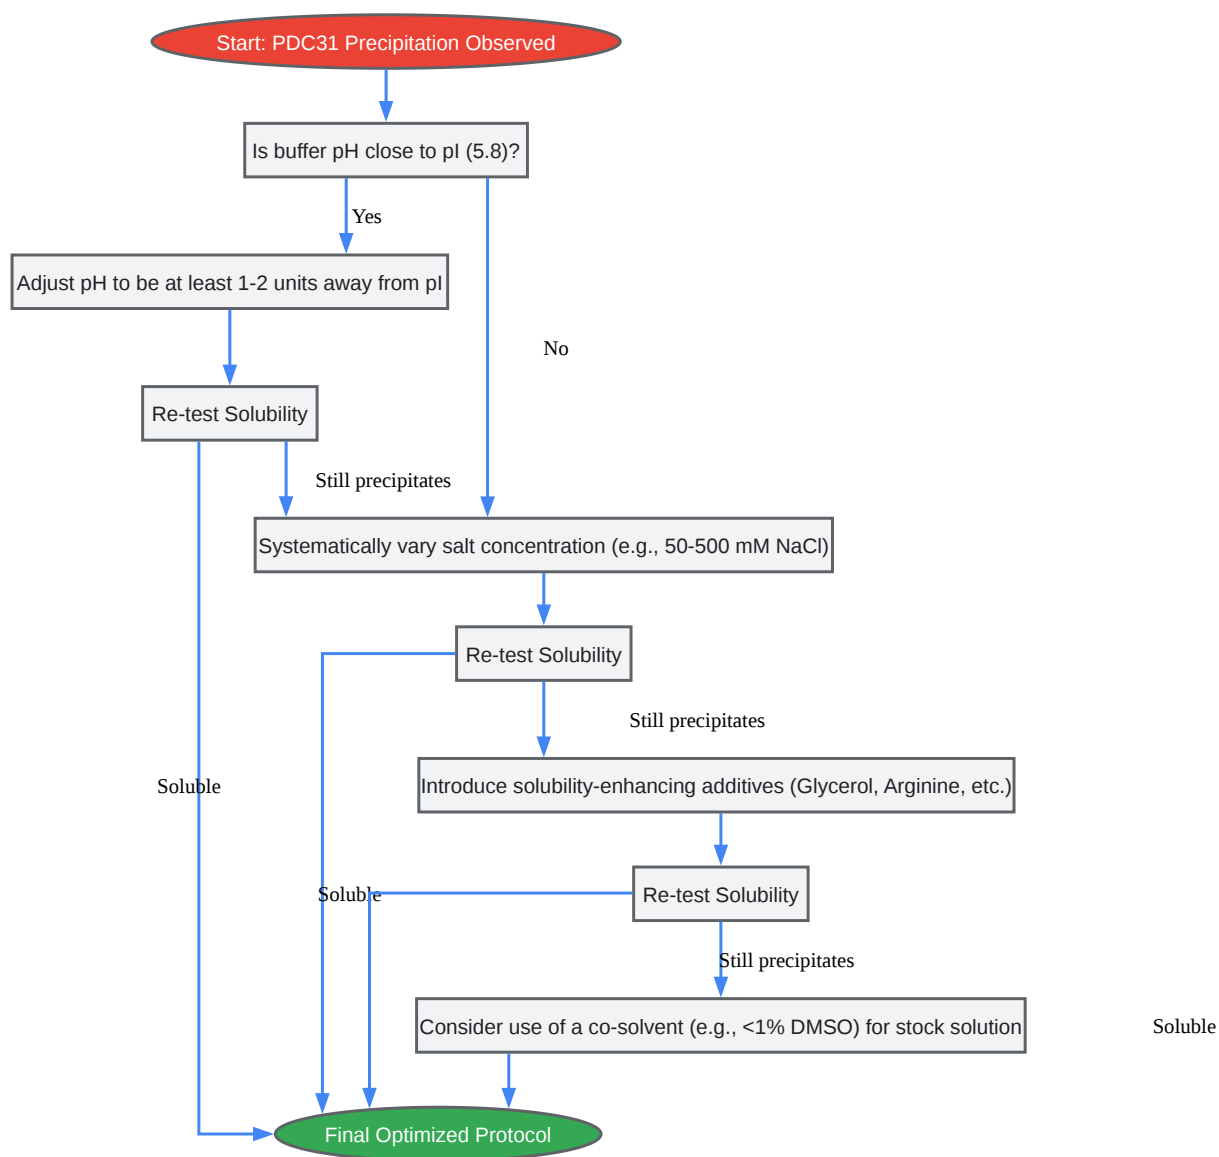 Start: PDC31 Precipitation Observed
Is buffer pH close to pI (5.8)?
Yes
Adjust pH to be at least 1-2 units away from pI
No
Re-test Solubility
Still precipitates
Systematically vary salt concentration (e.g., 50-500 mM NaCl)
Re-test Solubility
Still precipitates
Introduce solubility-enhancing additives (Glycerol, Arginine, etc.)
Soluble
Soluble
Re-test Solubility
Still precipitates
Consider use of a co-solvent (e.g., <1% DMSO) for stock solution
Soluble
Final Optimized Protocol